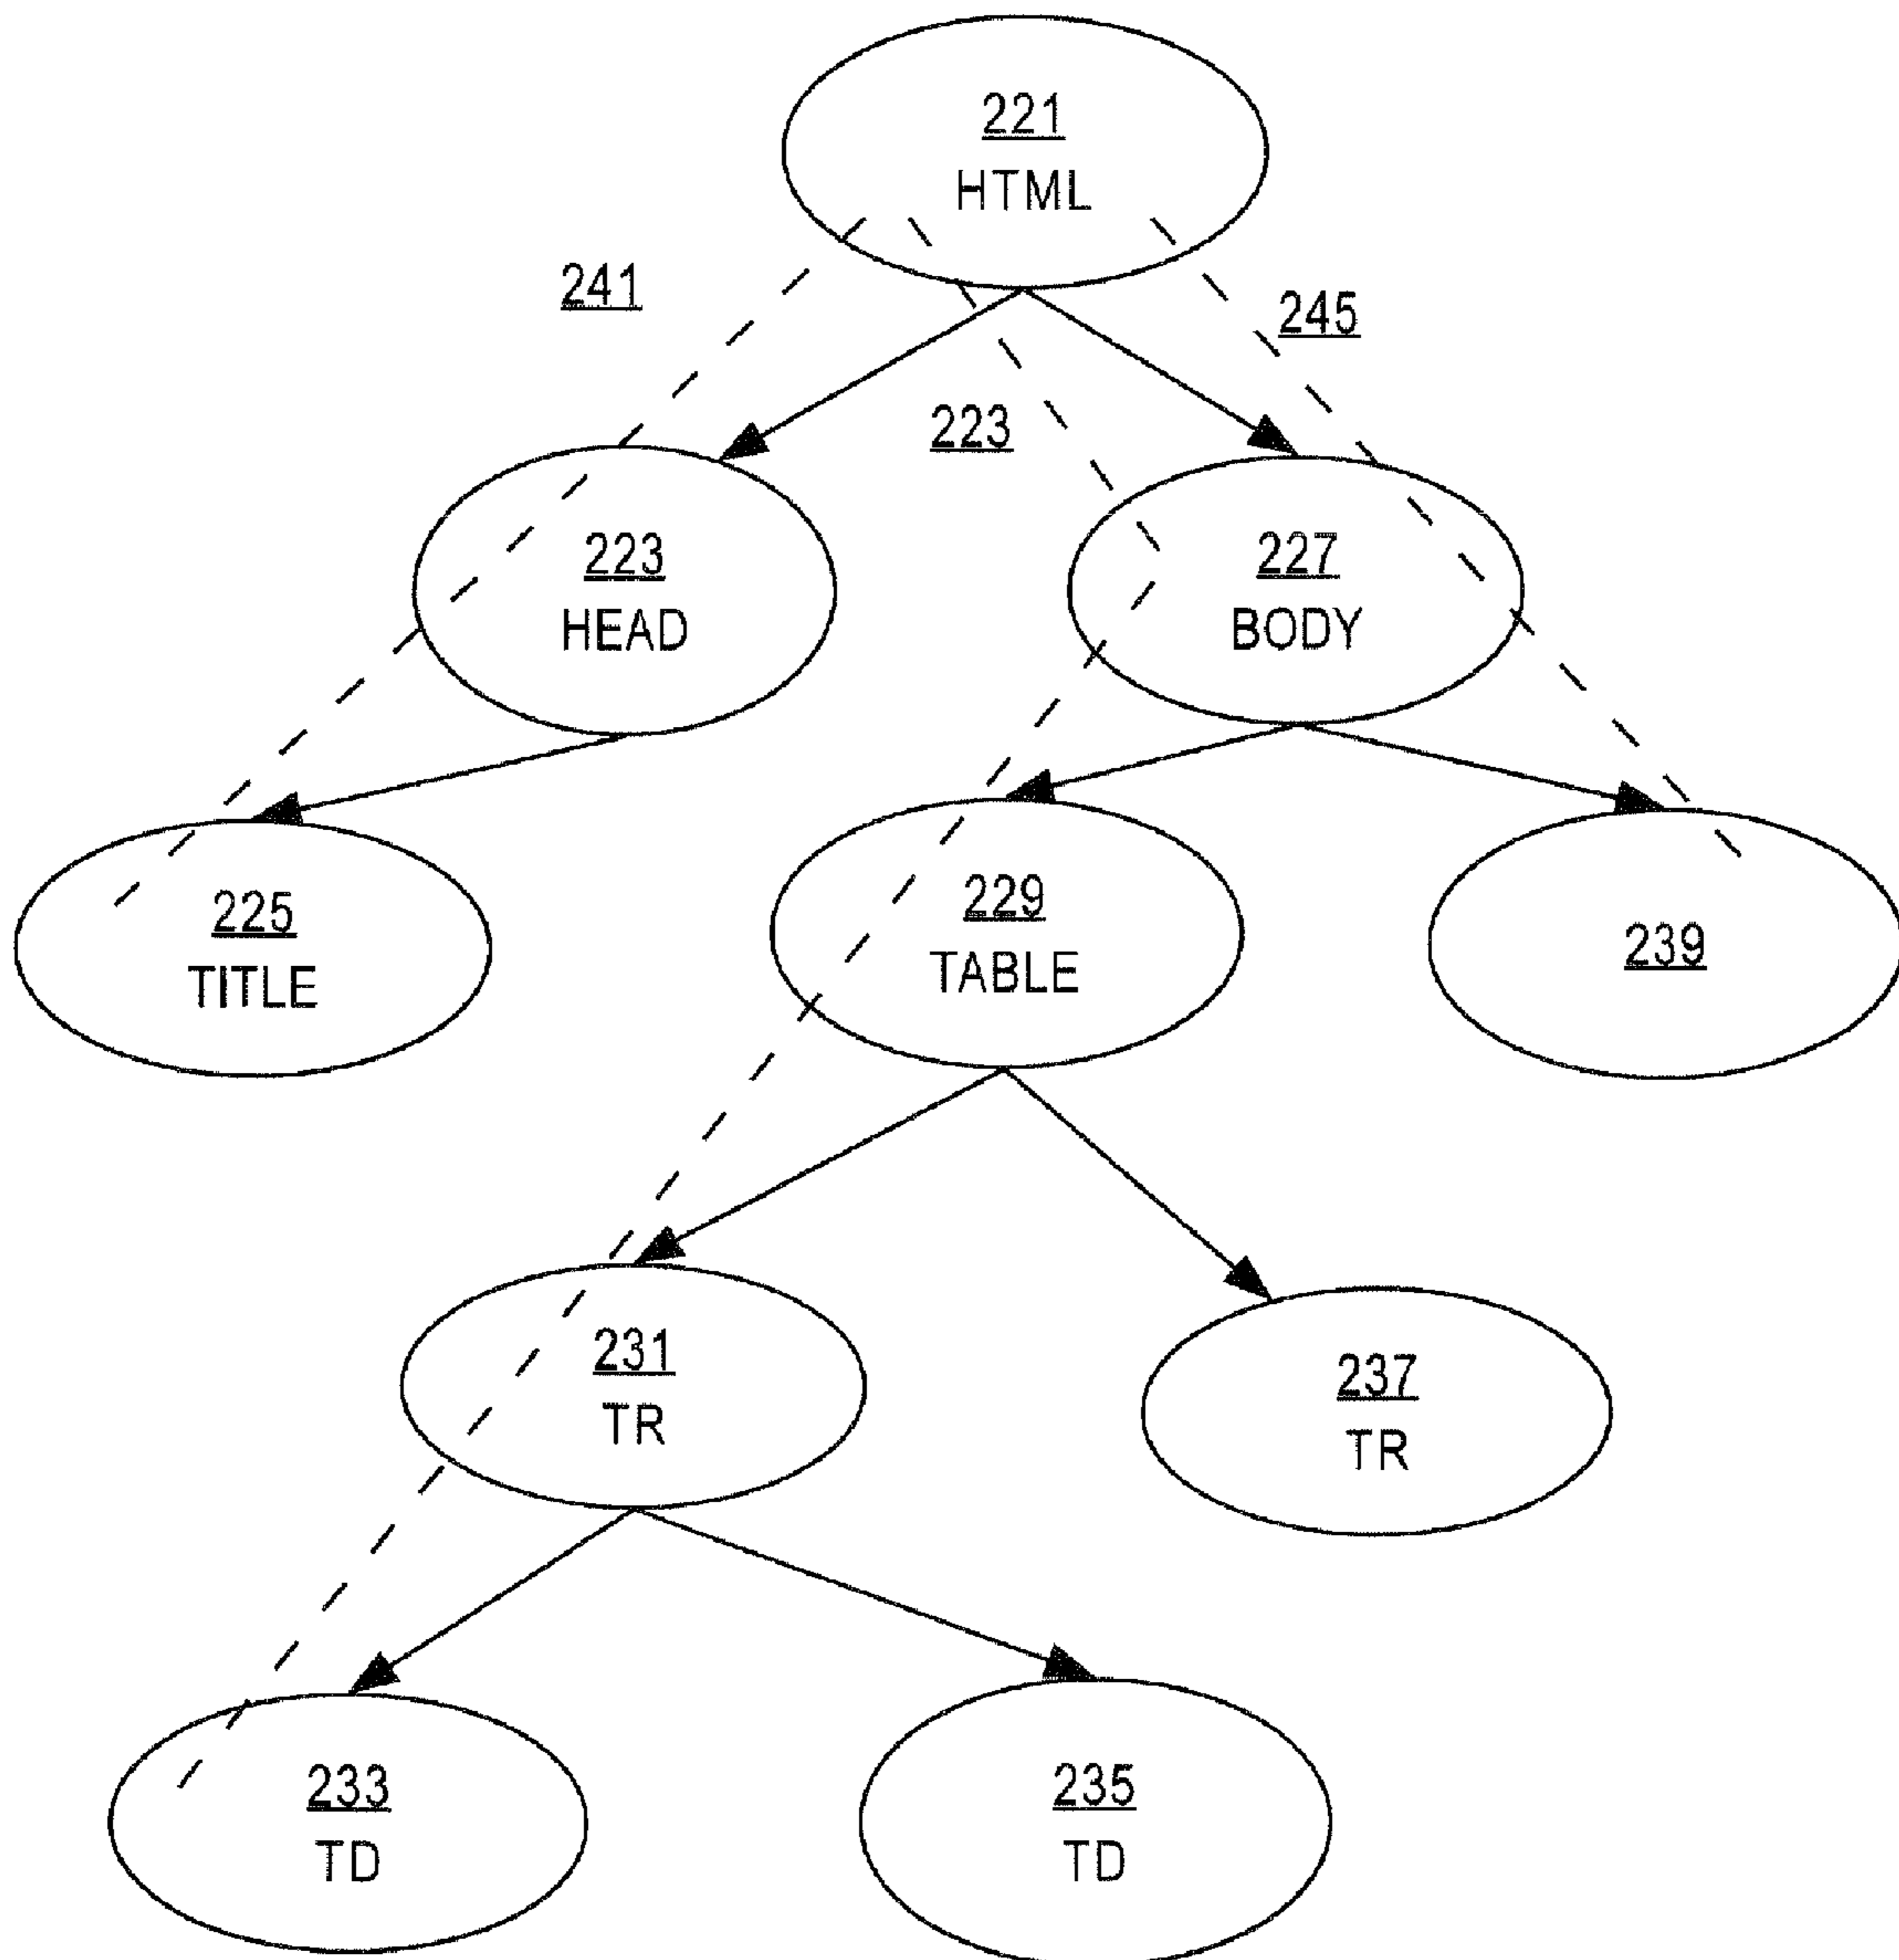 221
HTML
241
245
223
223
HEAD
227
BODY
225
TITLE
229
TABLE
239
231
TR
237
TR
233
TD
235
TD